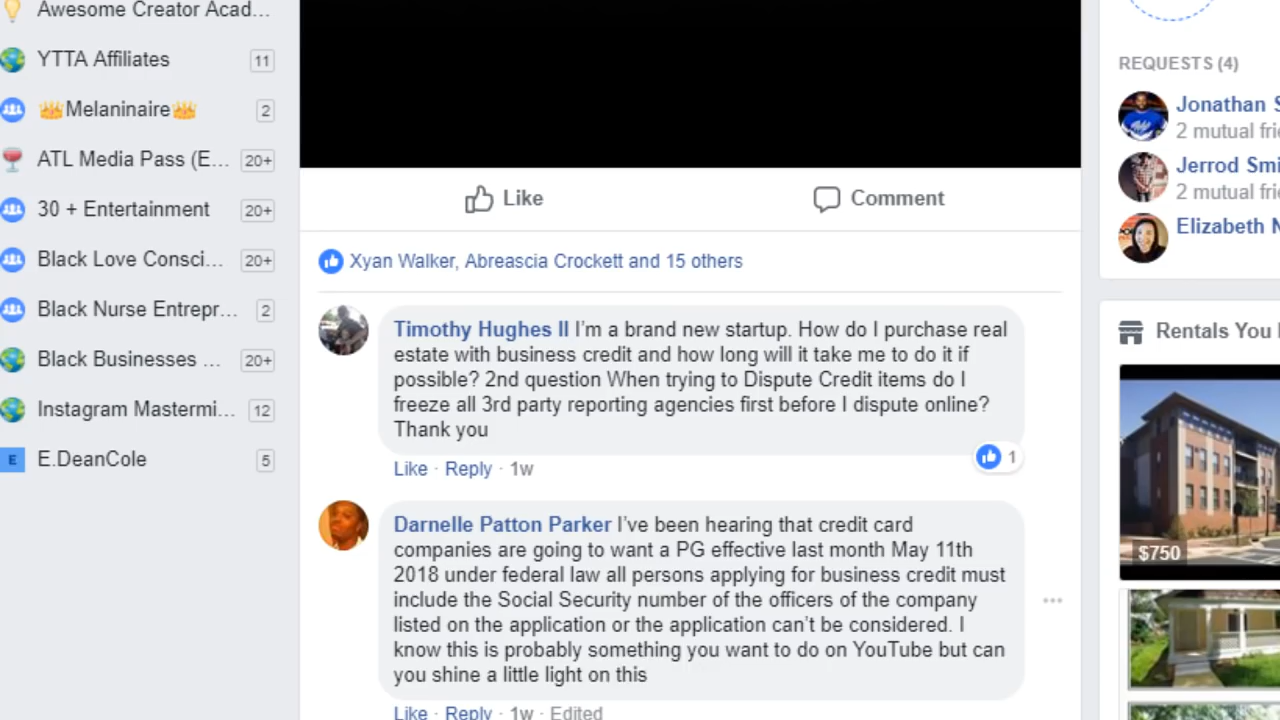 Awesome Creator Acad...
YTTA Affiliates 11
👑Melaninaire👑 2
ATL Media Pass (E... 20+
30 + Entertainment 20+
Black Love Consci... 20+
Black Nurse Entrepr... 2
Black Businesses ... 20+
Instagram Mastermi... 12
E E.DeanCole 5
Like Comment
Xyan Walker, Abreascia Crockett and 15 others
Timothy Hughes II I'm a brand new startup. How do I purchase real
estate with business credit and how long will it take me to do it if
possible? 2nd question When trying to Dispute Credit items do I
freeze all 3rd party reporting agencies first before I dispute online?
Thank you
1
Like · Reply · 1w
Darnelle Patton Parker I've been hearing that credit card
companies are going to want a PG effective last month May 11th
2018 under federal law all persons applying for business credit must
include the Social Security number of the officers of the company
listed on the application or the application can't be considered. I
know this is probably something you want to do on YouTube but can
you shine a little light on this
Like · Reply · 1w · Edited
REQUESTS (4)
Jonathan S
2 mutual frie
Jerrod Smi
2 mutual frie
Elizabeth N
Rentals You
$750